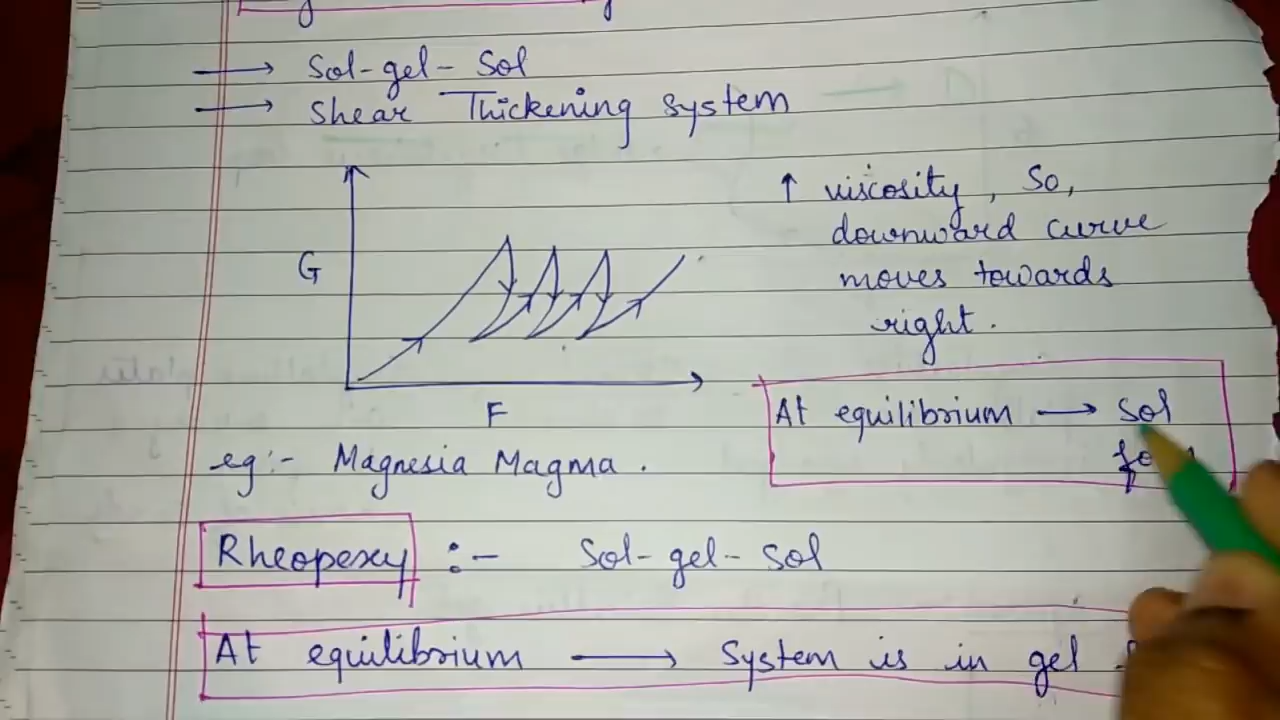 → Sol-gel-Sol
→ Shear Thickening system
↑ viscosity, So,
downward curve
moves towards
right.
G
F
At equilibrium → Sol
eg:- Magnesia Magma.
Rheopexy :- Sol-gel-sol
At equilibrium → System is in gel